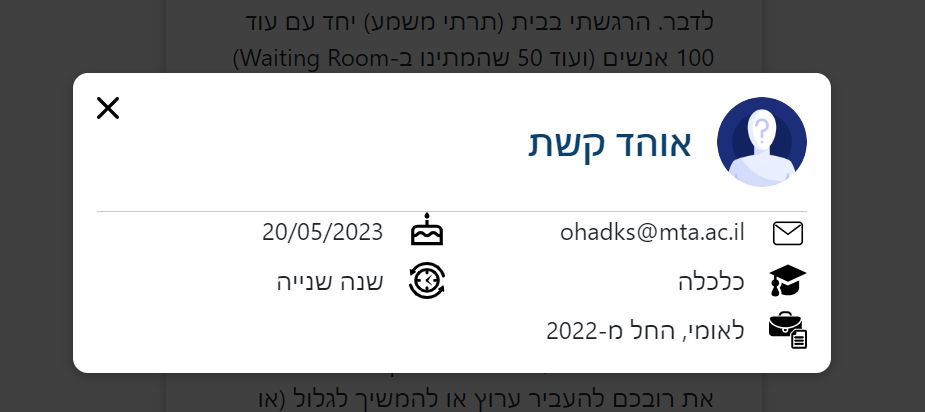 לדבר. הרגשתי בבית (תרתי משמע) יחד עם עוד
100 אנשים (ועוד 50 שהמתינו ב-Waiting Room)
אוהד קשת
ohadks@mta.ac.il
20/05/2023
כלכלה
שנה שנייה
לאומי, החל מ-2022
את רובכם להעביר ערוץ או להמשיך לגלול (או